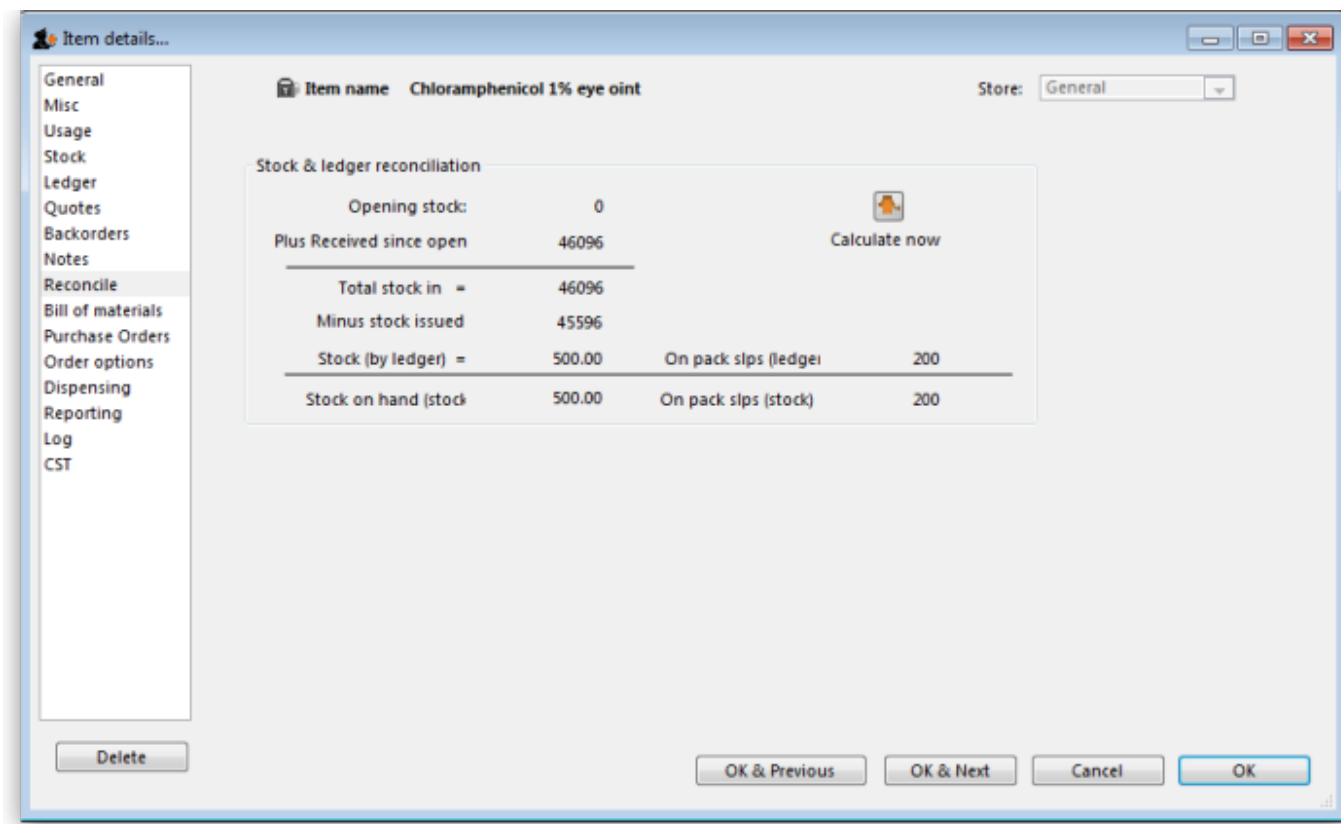 Item details...
General
Misc
Usage
Stock
Ledger
Quotes
Backorders
Notes
Reconcile
Bill of materials
Purchase Orders
Order options
Dispensing
Reporting
Log
CST
Delete
Item name Chloramphenicol 1% eye oint Store: General
Stock & ledger reconciliation
Opening stock: 0
Plus Received since open 46096 Calculate now
Total stock in = 46096
Minus stock issued 45596
Stock (by ledger) = 500.00 On pack slps (ledger 200
Stock on hand (stock 500.00 On pack slps (stock) 200
OK & Previous OK & Next Cancel OK